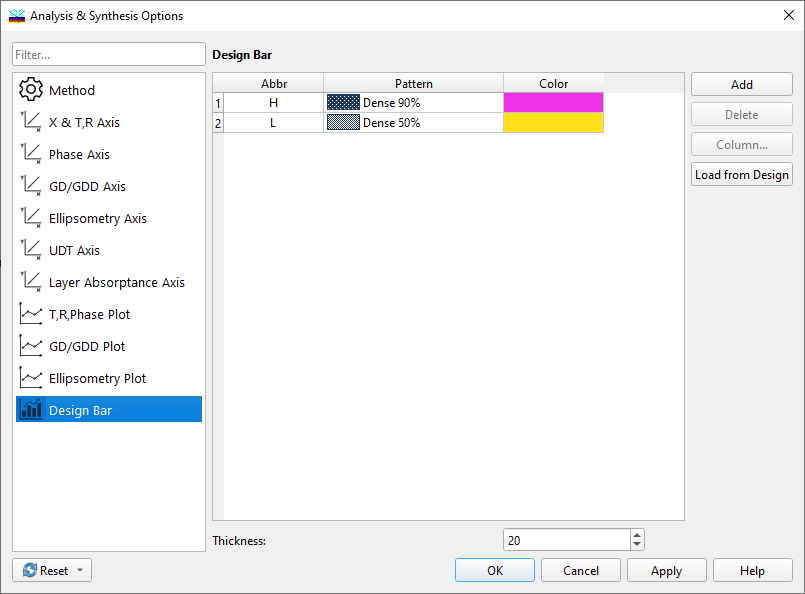 Analysis & Synthesis Options
Filter...
Method
X & T,R Axis
Phase Axis
GD/GDD Axis
Ellipsometry Axis
UDT Axis
Layer Absorptance Axis
T,R,Phase Plot
GD/GDD Plot
Ellipsometry Plot
Design Bar
Reset
Design Bar
Abbr Pattern Color
1 H Dense 90%
2 L Dense 50%
Add
Delete
Column...
Load from Design
Thickness: 20
OK Cancel Apply Help